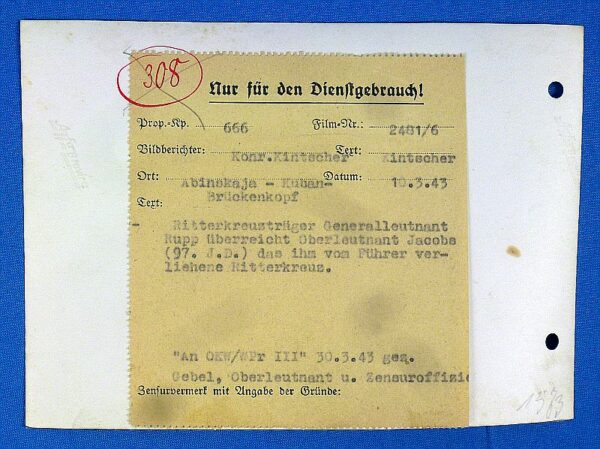 308
Nur für den Dienstgebrauch!
Prop.-Kp. 666 Film-Nr.: 2481/6
Bildberichter: Konr.Kintscher Text: Kintscher
Ort: Abinskaja - Kuban- Datum: 10.3.43
Brückenkopf
Text:
- Ritterkreuzträger Generalleutnant
Rupp überreicht Oberleutnant Jacobs
(97. J.D.) das ihm vom Führer ver-
liehene Ritterkreuz.
"An OKW/WPr III" 30.3.43 gez.
Gebel, Oberleutnant u. Zensuroffizie
Zensurvermerk mit Angabe der Gründe: